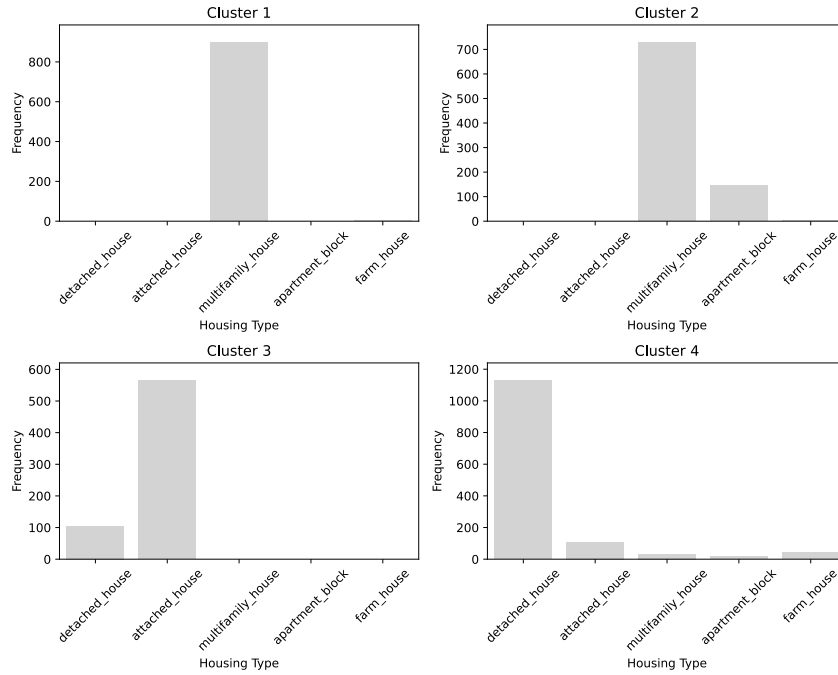 Cluster 1
800
600
400
200
0
Frequency
detached_house
attached_house
multifamily_house
apartment_block
farm_house
Housing Type
Cluster 2
700
600
500
400
300
200
100
0
Frequency
detached_house
attached_house
multifamily_house
apartment_block
farm_house
Housing Type
Cluster 3
600
500
400
300
200
100
0
Frequency
detached_house
attached_house
multifamily_house
apartment_block
farm_house
Housing Type
Cluster 4
1200
1000
800
600
400
200
0
Frequency
detached_house
attached_house
multifamily_house
apartment_block
farm_house
Housing Type